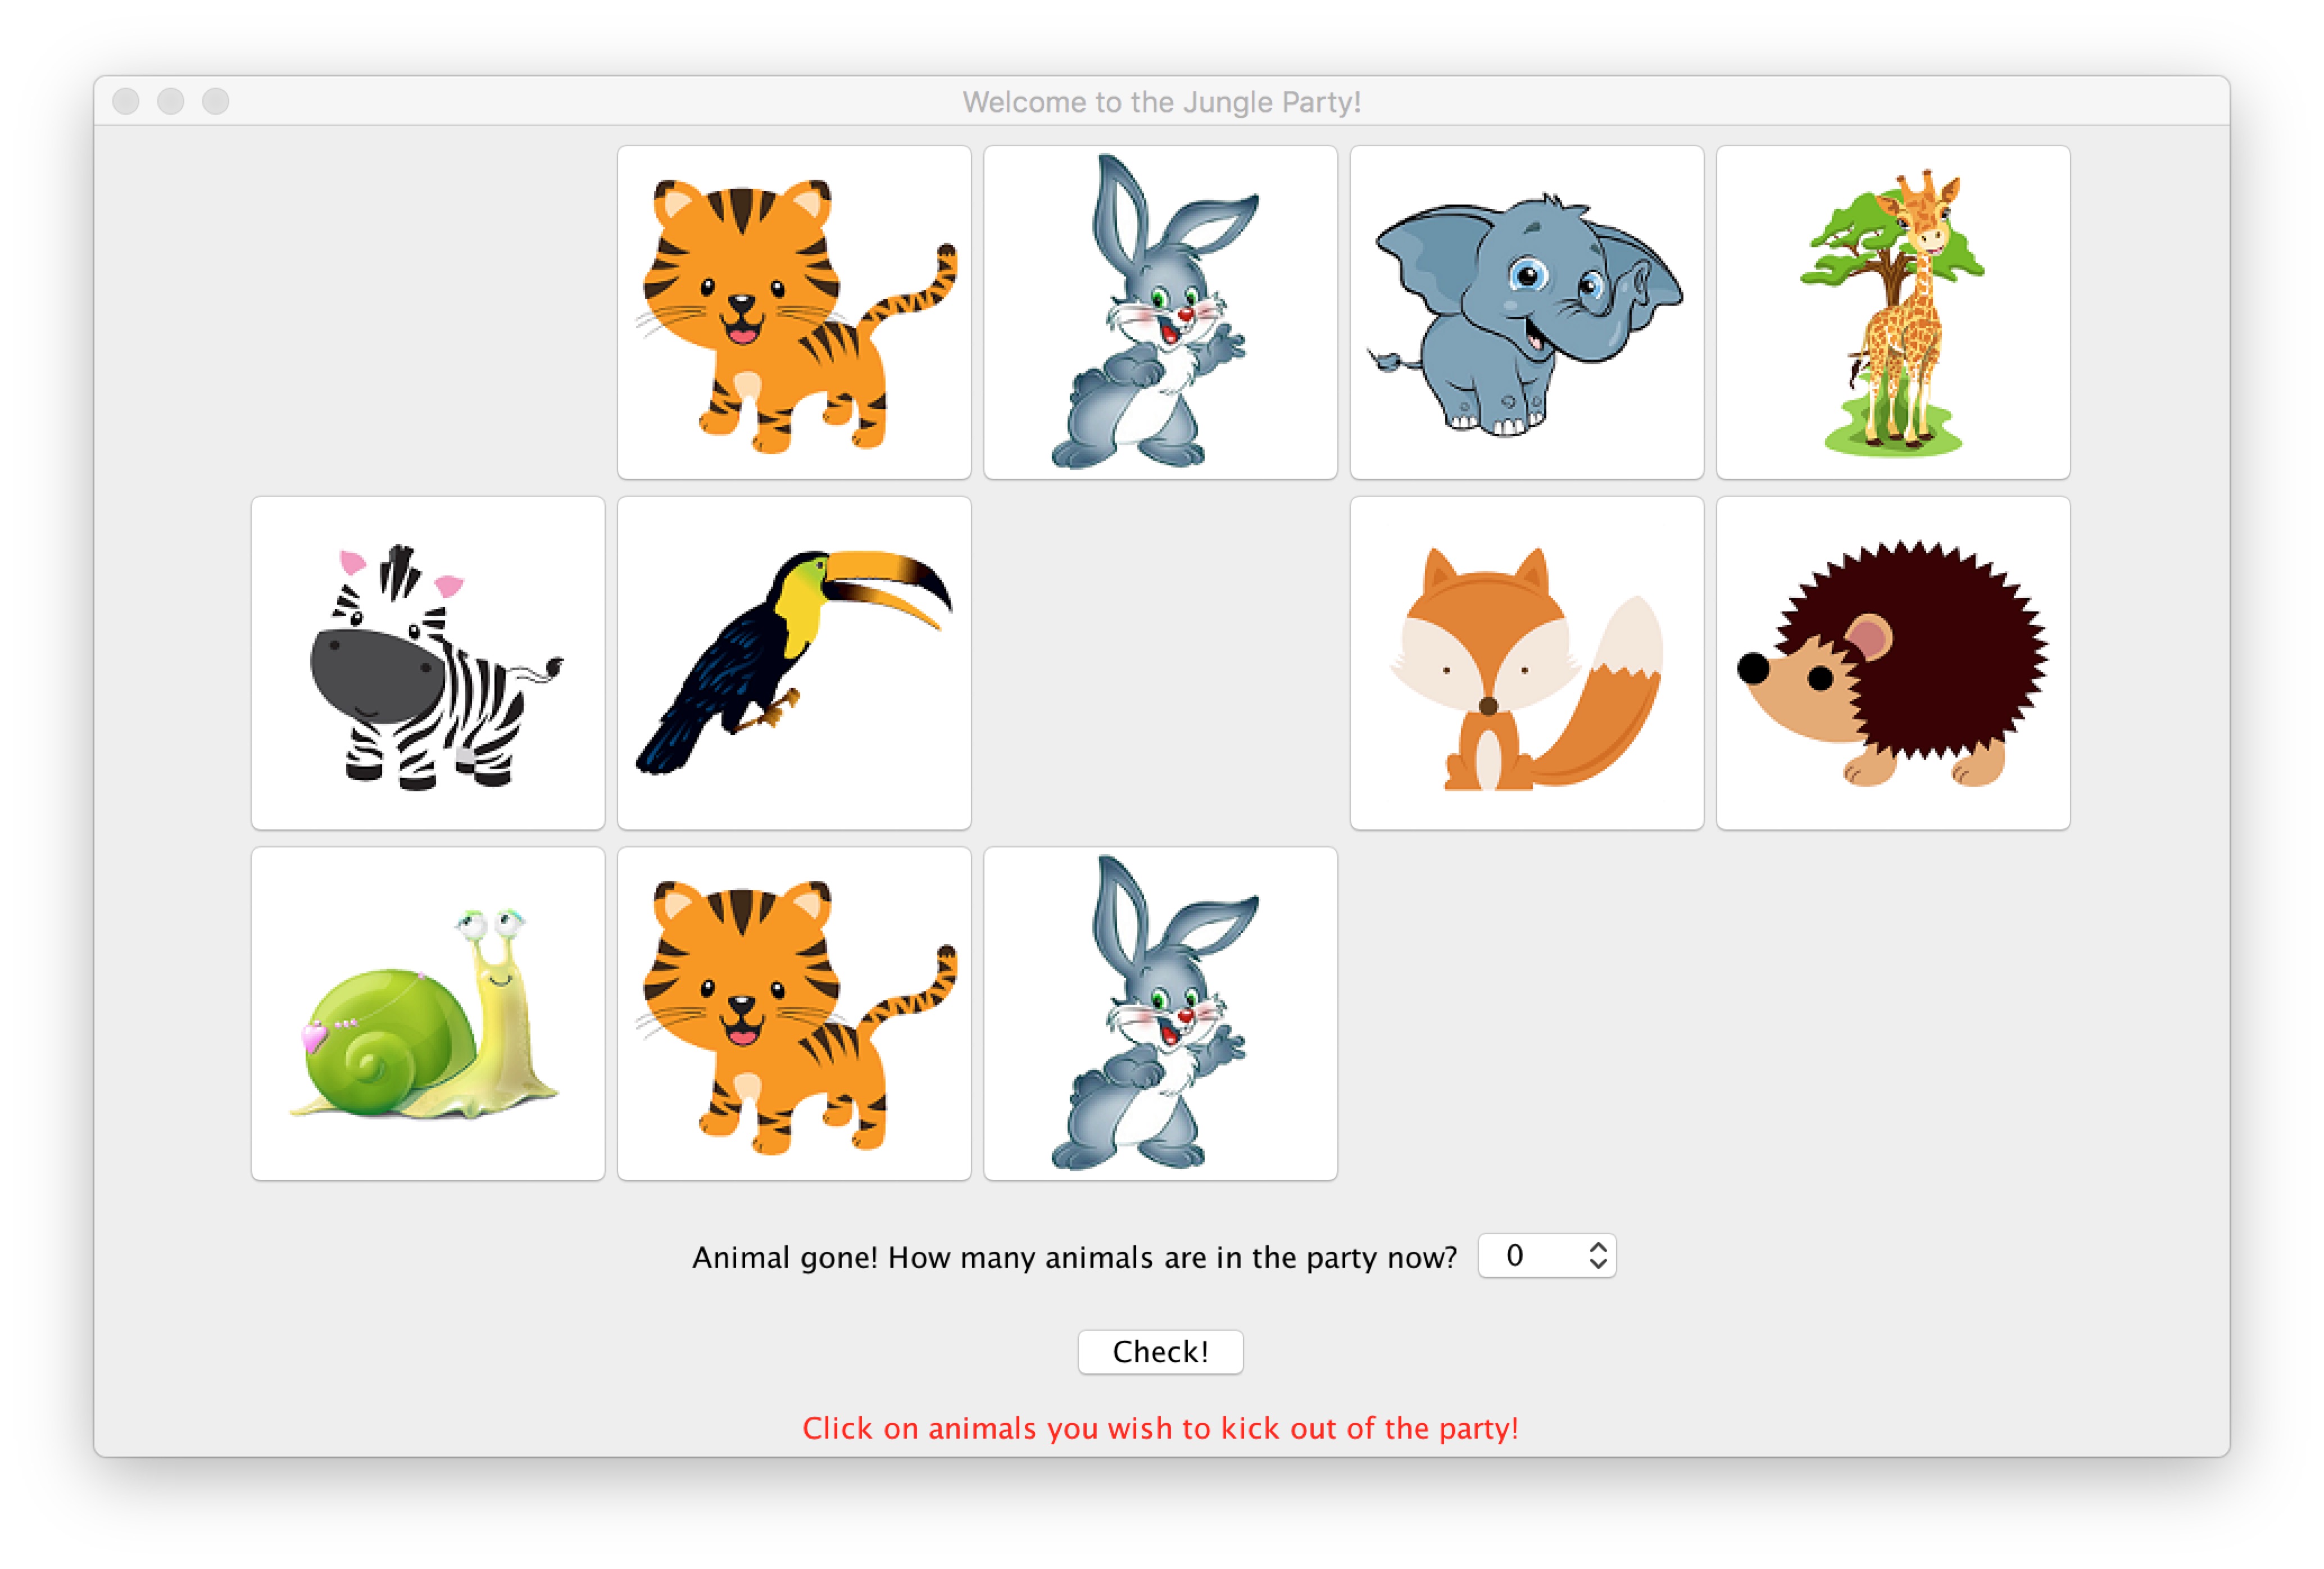 Welcome to the Jungle Party!
Animal gone! How many animals are in the party now? 0
Check!
Click on animals you wish to kick out of the party!